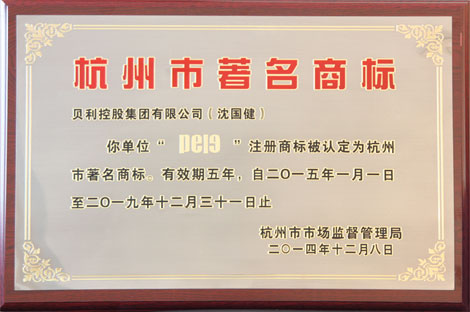 杭州市著名商标
贝利控股集团有限公司（沈国健）
你单位“ pelé ”注册商标被认定为杭州
市著名商标。有效期五年，自二〇一五年一月一日
至二〇一九年十二月三十一日止
杭州市市场监督管理局
二〇一四年十二月八日